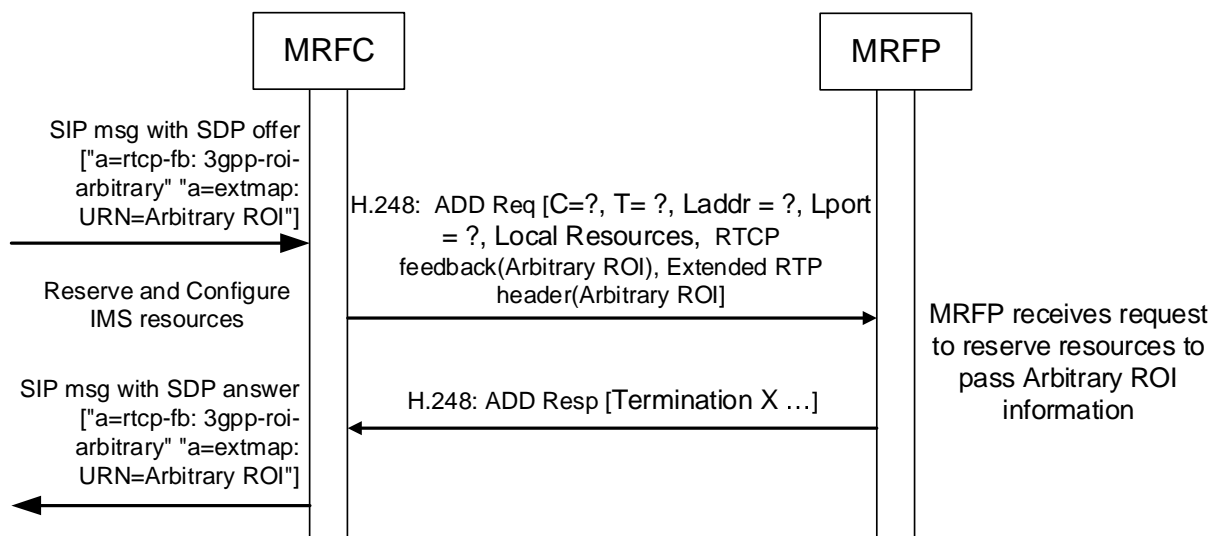 MRFC
MRFP
SIP msg with SDP offer
["a=rtcp-fb: 3gpp-roi-
arbitrary" "a=extmap:
URN=Arbitrary ROI"]
H.248:  ADD Req [C=?, T= ?, Laddr = ?, Lport
= ?, Local Resources,  RTCP
feedback(Arbitrary ROI), Extended RTP
header(Arbitrary ROI]
Reserve and Configure
IMS resources
MRFP receives request
to reserve resources to
pass Arbitrary ROI
information
SIP msg with SDP answer
["a=rtcp-fb: 3gpp-roi-
arbitrary" "a=extmap:
URN=Arbitrary ROI"]
H.248: ADD Resp [Termination X …]